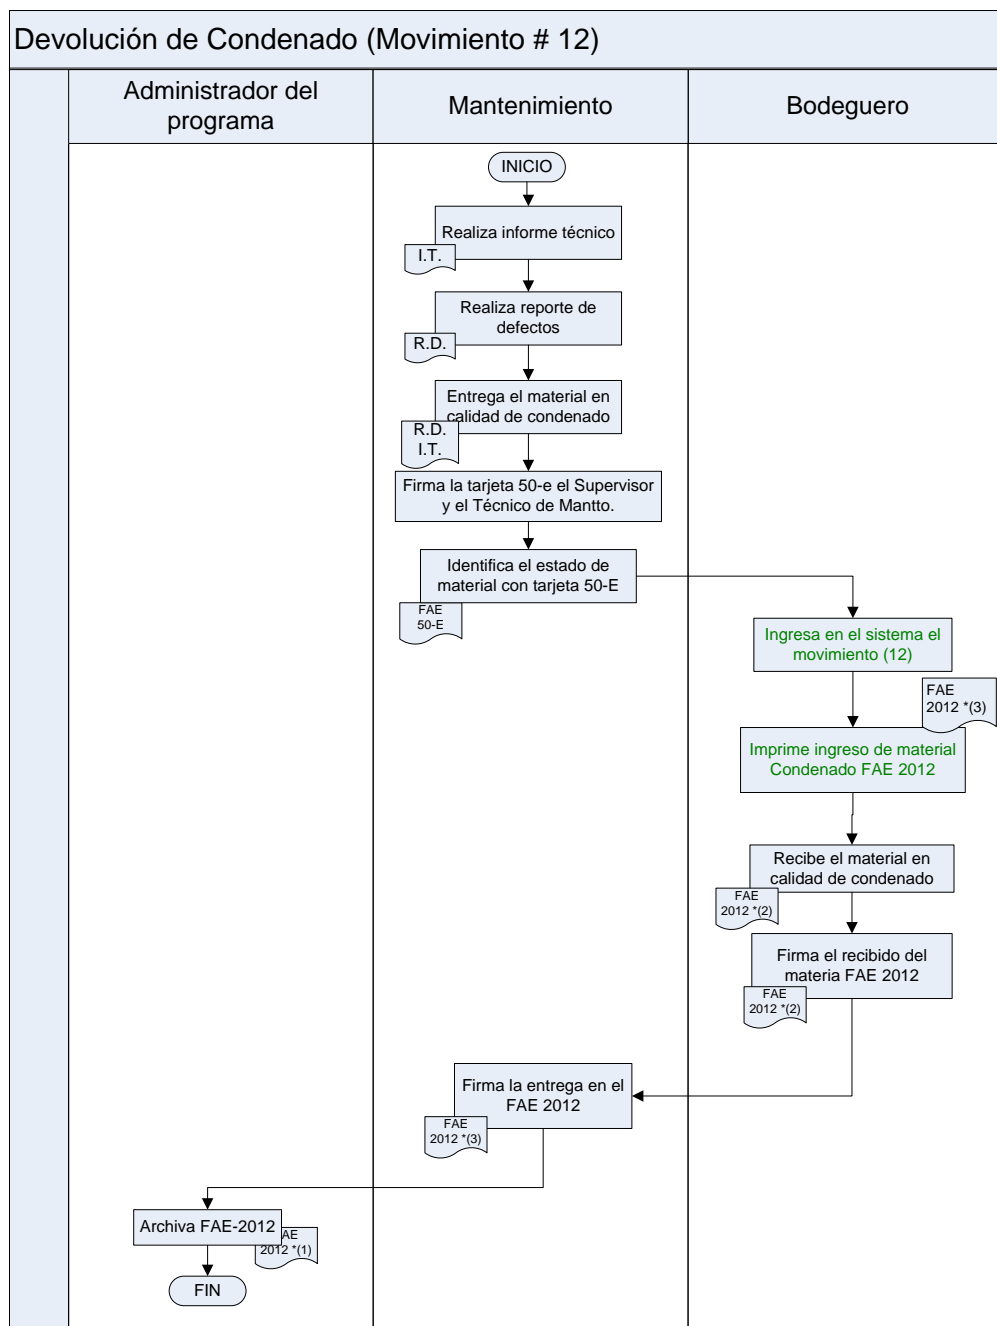 Devolución de Condenado (Movimiento # 12)
Administrador del
programa
Mantenimiento
Bodeguero
INICIO
Realiza informe técnico
I.T.
Realiza reporte de
defectos
R.D.
Entrega el material en
calidad de condenado
R.D.
I.T.
Firma la tarjeta 50-e el Supervisor
y el Técnico de Mantto.
Identifica el estado de
material con tarjeta 50-E
FAE
50-E
Ingresa en el sistema el
movimiento (12)
FAE
2012 *(3)
Imprime ingreso de material
Condenado FAE 2012
Recibe el material en
calidad de condenado
FAE
2012 *(2)
Firma el recibido del
materia FAE 2012
FAE
2012 *(2)
Firma la entrega en el
FAE 2012
FAE
2012 *(3)
Archiva FAE-2012
FAE
2012 *(1)
FIN